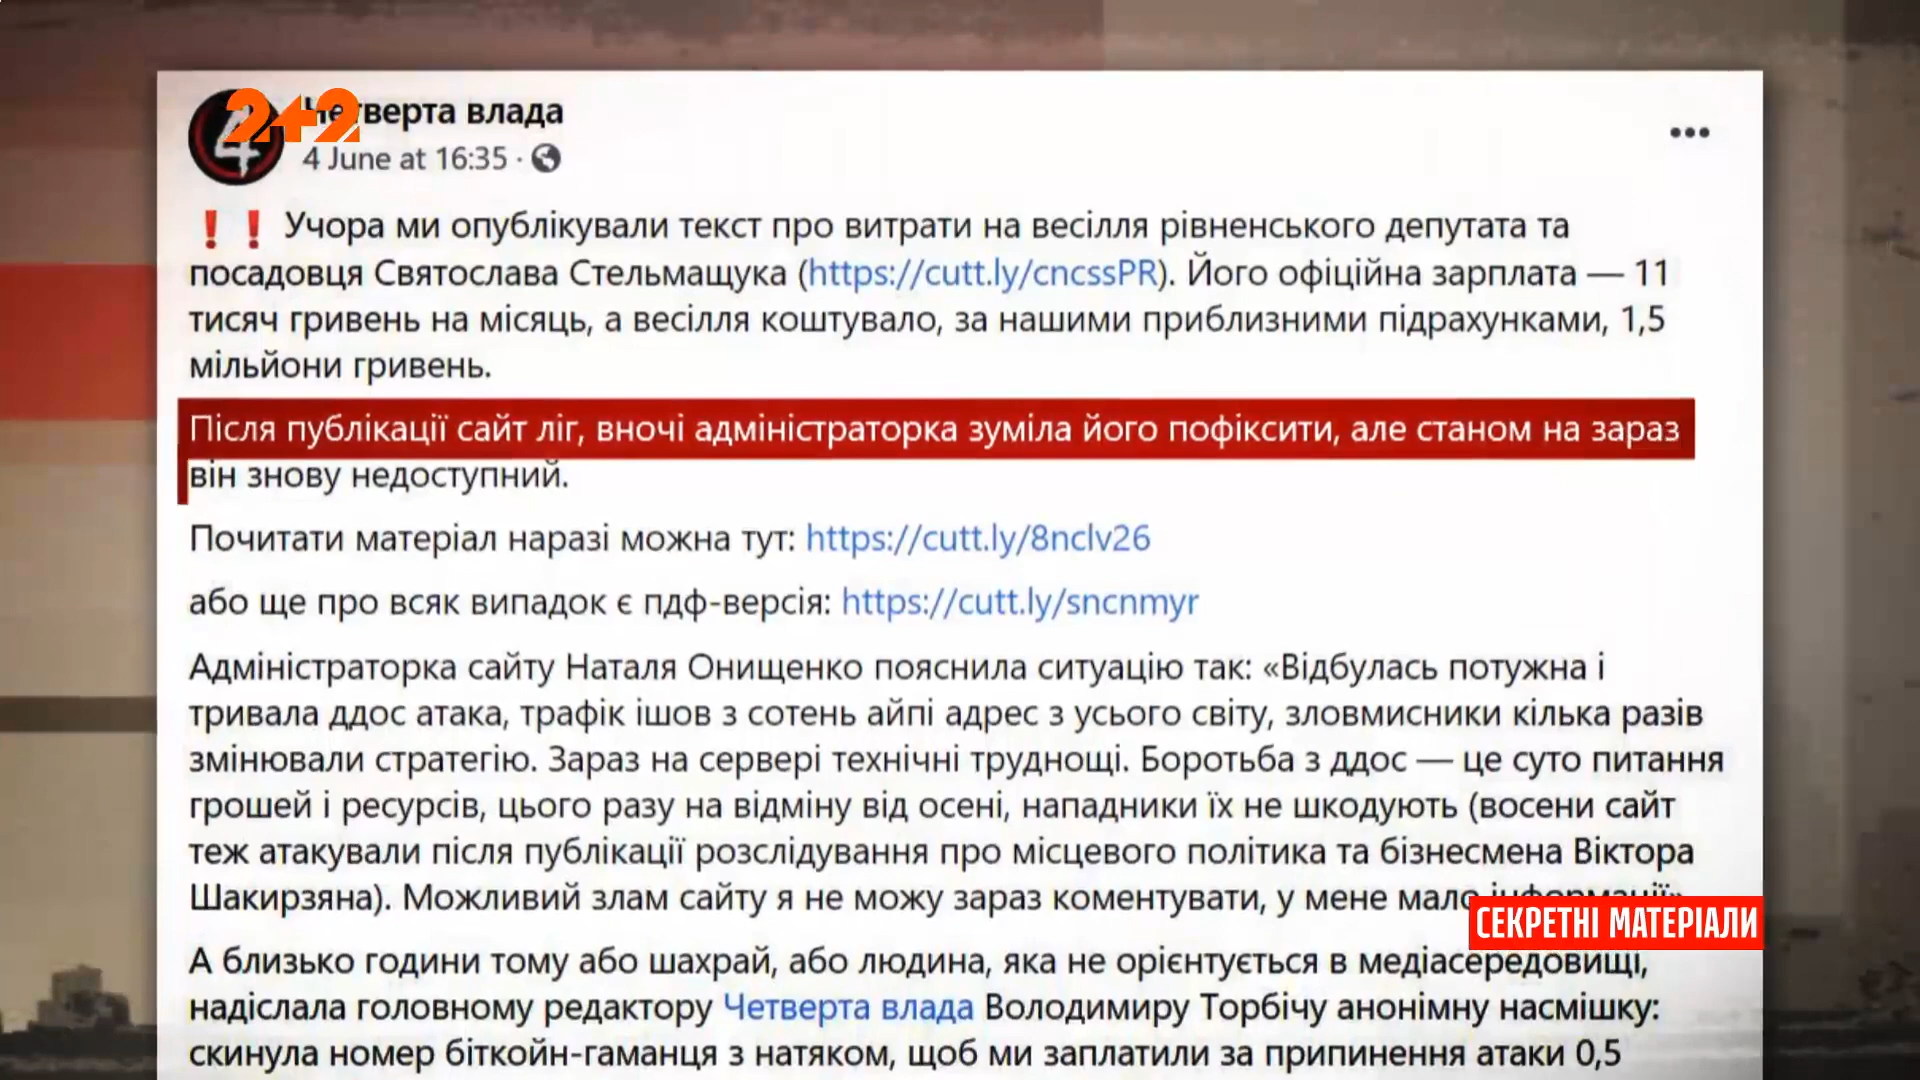 2+2
Четверта влада
4 June at 16:35 ·
❗❗ Учора ми опублікували текст про витрати на весілля рівненського депутата та
посадовця Святослава Стельмащука (https://cutt.ly/cncssPR). Його офіційна зарплата — 11
тисяч гривень на місяць, а весілля коштувало, за нашими приблизними підрахунками, 1,5
мільйони гривень.
Після публікації сайт ліг, вночі адміністраторка зуміла його пофіксити, але станом на зараз
він знову недоступний.
Почитати матеріал наразі можна тут: https://cutt.ly/8nclv26
або ще про всяк випадок є пдф-версія: https://cutt.ly/sncnmyr
Адміністраторка сайту Наталя Онищенко пояснила ситуацію так: «Відбулась потужна і
тривала ддос атака, трафік ішов з сотень айпі адрес з усього світу, зловмисники кілька разів
змінювали стратегію. Зараз на сервері технічні труднощі. Боротьба з ддос — це суто питання
грошей і ресурсів, цього разу на відміну від осені, нападники їх не шкодують (восени сайт
теж атакували після публікації розслідування про місцевого політика та бізнесмена Віктора
Шакирзяна). Можливий злам сайту я не можу зараз коментувати, у мене мало інформації»
СЕКРЕТНІ МАТЕРІАЛИ
А близько години тому або шахрай, або людина, яка не орієнтується в медіасередовищі,
надіслала головному редактору Четверта влада Володимиру Торбічу анонімну насмішку:
скинула номер біткойн-гаманця з натяком, щоб ми заплатили за припинення атаки 0,5